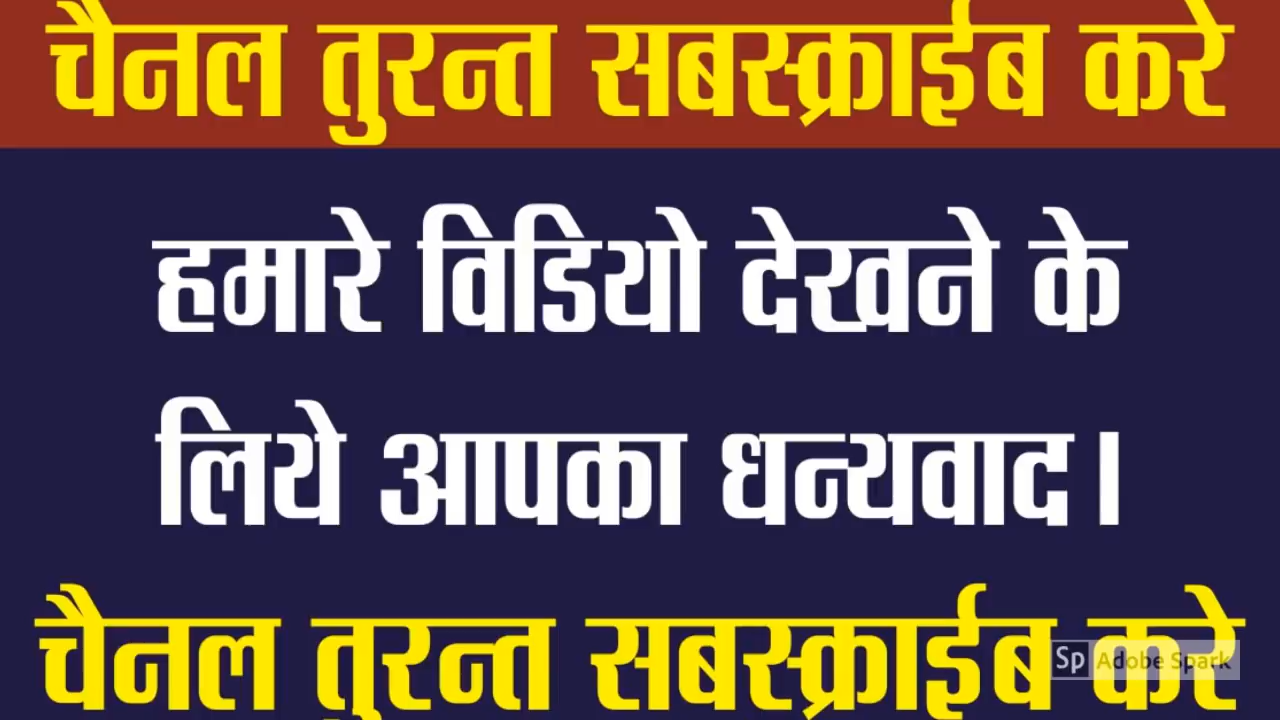 चैनल तुरन्त सबस्क्राईब करे
हमारे विडियो देखने के
लिये आपका धन्यवाद।
चैनल तुरन्त सबस्क्राईब करे
Sp Adobe Spark